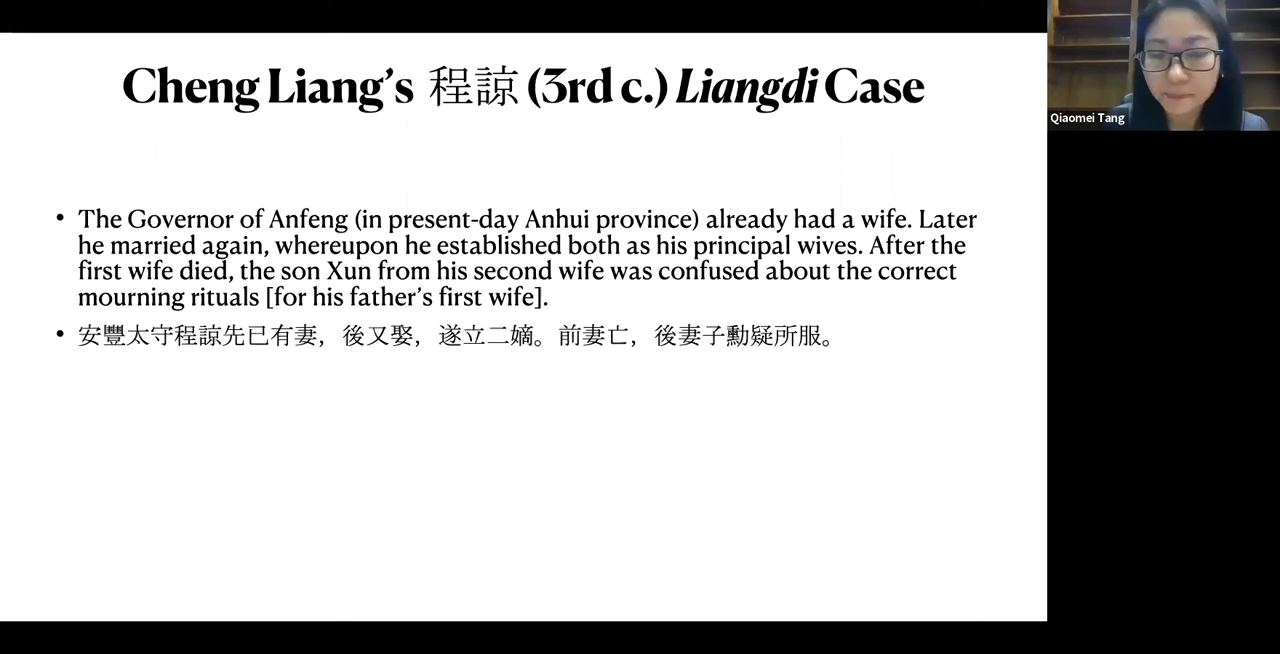 Cheng Liang's 程諒 (3rd c.) Liangdi Case
Qiaomei Tang
• The Governor of Anfeng (in present-day Anhui province) already had a wife. Later
he married again, whereupon he established both as his principal wives. After the
first wife died, the son Xun from his second wife was confused about the correct
mourning rituals [for his father's first wife].
• 安豐太守程諒先已有妻，後又娶，遂立二嫡。前妻亡，後妻子勳疑所服。